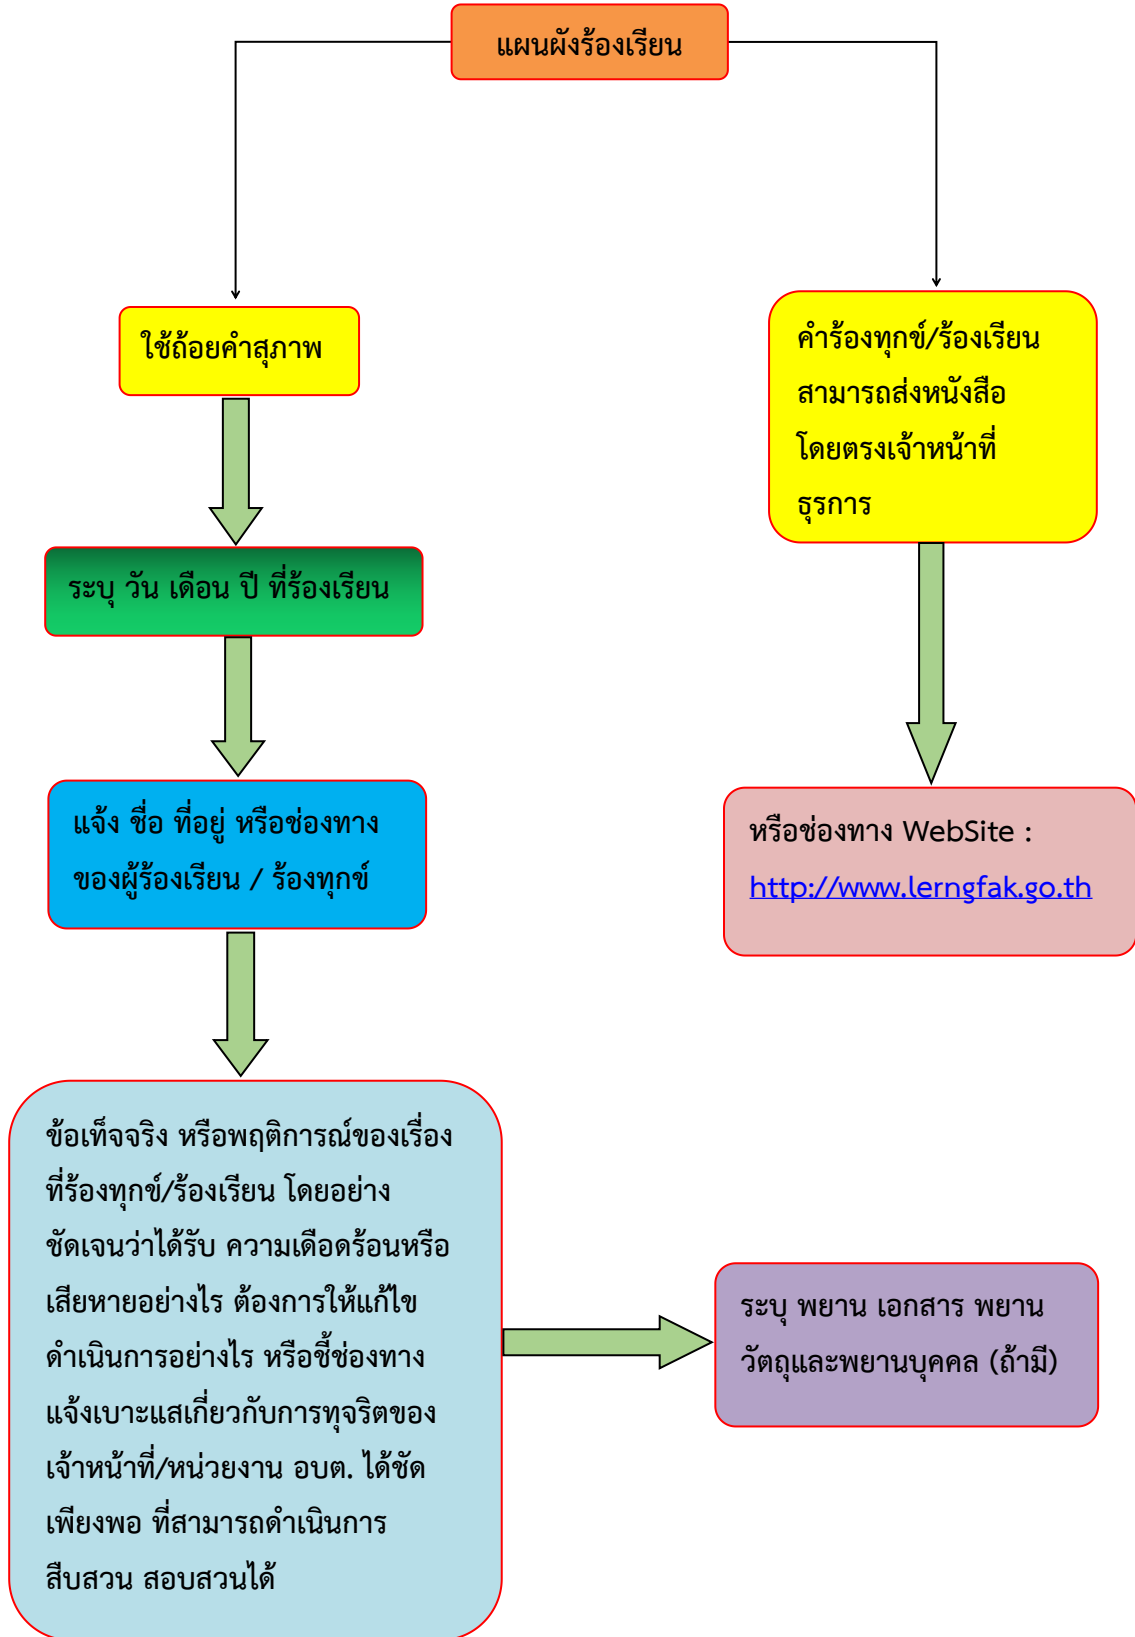 แผนผังร้องเรียน
ใช้ถ้อยคำสุภาพ
ระบุ วัน เดือน ปี ที่ร้องเรียน
แจ้ง ชื่อ ที่อยู่ หรือช่องทาง
ของผู้ร้องเรียน / ร้องทุกข์
ข้อเท็จจริง หรือพฤติการณ์ของเรื่อง
ที่ร้องทุกข์/ร้องเรียน โดยอย่าง
ชัดเจนว่าได้รับ ความเดือดร้อนหรือ
เสียหายอย่างไร ต้องการให้แก้ไข
ดำเนินการอย่างไร หรือชี้ช่องทาง
แจ้งเบาะแสเกี่ยวกับการทุจริตของ
เจ้าหน้าที่/หน่วยงาน อบต. ได้ชัด
เพียงพอ ที่สามารถดำเนินการ
สืบสวน สอบสวนได้
ระบุ พยาน เอกสาร พยาน
วัตถุและพยานบุคคล (ถ้ามี)
คำร้องทุกข์/ร้องเรียน
สามารถส่งหนังสือ
โดยตรงเจ้าหน้าที่
ธุรการ
หรือช่องทาง WebSite :
http://www.lerngfak.go.th